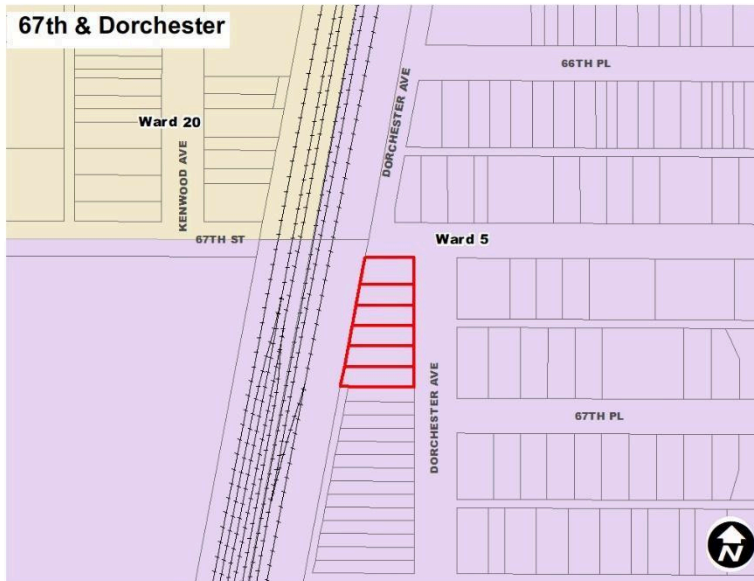 67th & Dorchester
66TH PL
DORCHESTER AVE
Ward 20
KENWOOD AVE
67TH ST
Ward 5
DORCHESTER AVE
67TH PL
N